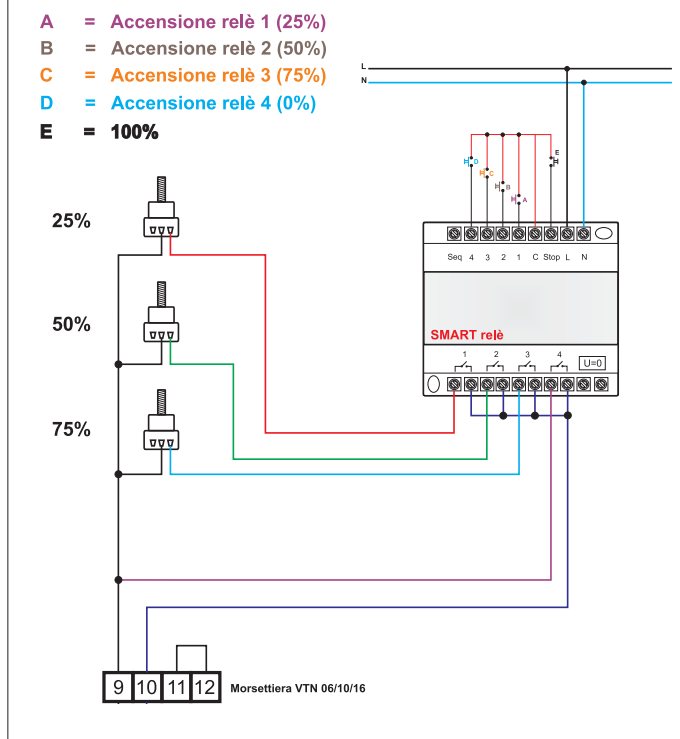 A = Accensione relè 1 (25%)
B = Accensione relè 2 (50%)
C = Accensione relè 3 (75%)
D = Accensione relè 4 (0%)
E = 100%
L
N
E
D
C
B
A
25%
Seq 4 3 2 1 C Stop L N
50%
SMART relè
1 2 3 4
U=0
75%
9 10 11 12 Morsettiera VTN 06/10/16